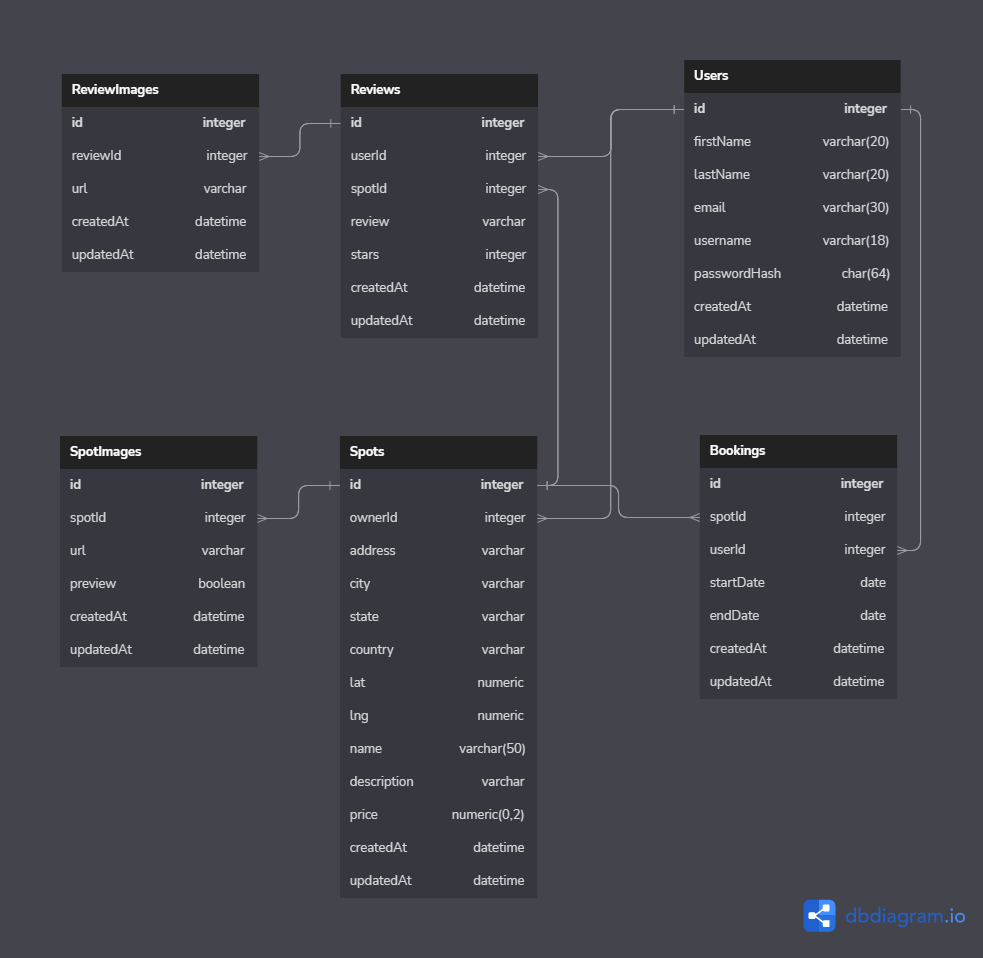 ReviewImages
id integer
reviewId integer
url varchar
createdAt datetime
updatedAt datetime
Reviews
id integer
userId integer
spotId integer
review varchar
stars integer
createdAt datetime
updatedAt datetime
Users
id integer
firstName varchar(20)
lastName varchar(20)
email varchar(30)
username varchar(18)
passwordHash char(64)
createdAt datetime
updatedAt datetime
SpotImages
id integer
spotId integer
url varchar
preview boolean
createdAt datetime
updatedAt datetime
Spots
id integer
ownerId integer
address varchar
city varchar
state varchar
country varchar
lat numeric
lng numeric
name varchar(50)
description varchar
price numeric(0,2)
createdAt datetime
updatedAt datetime
Bookings
id integer
spotId integer
userId integer
startDate date
endDate date
createdAt datetime
updatedAt datetime
dbdiagram.io